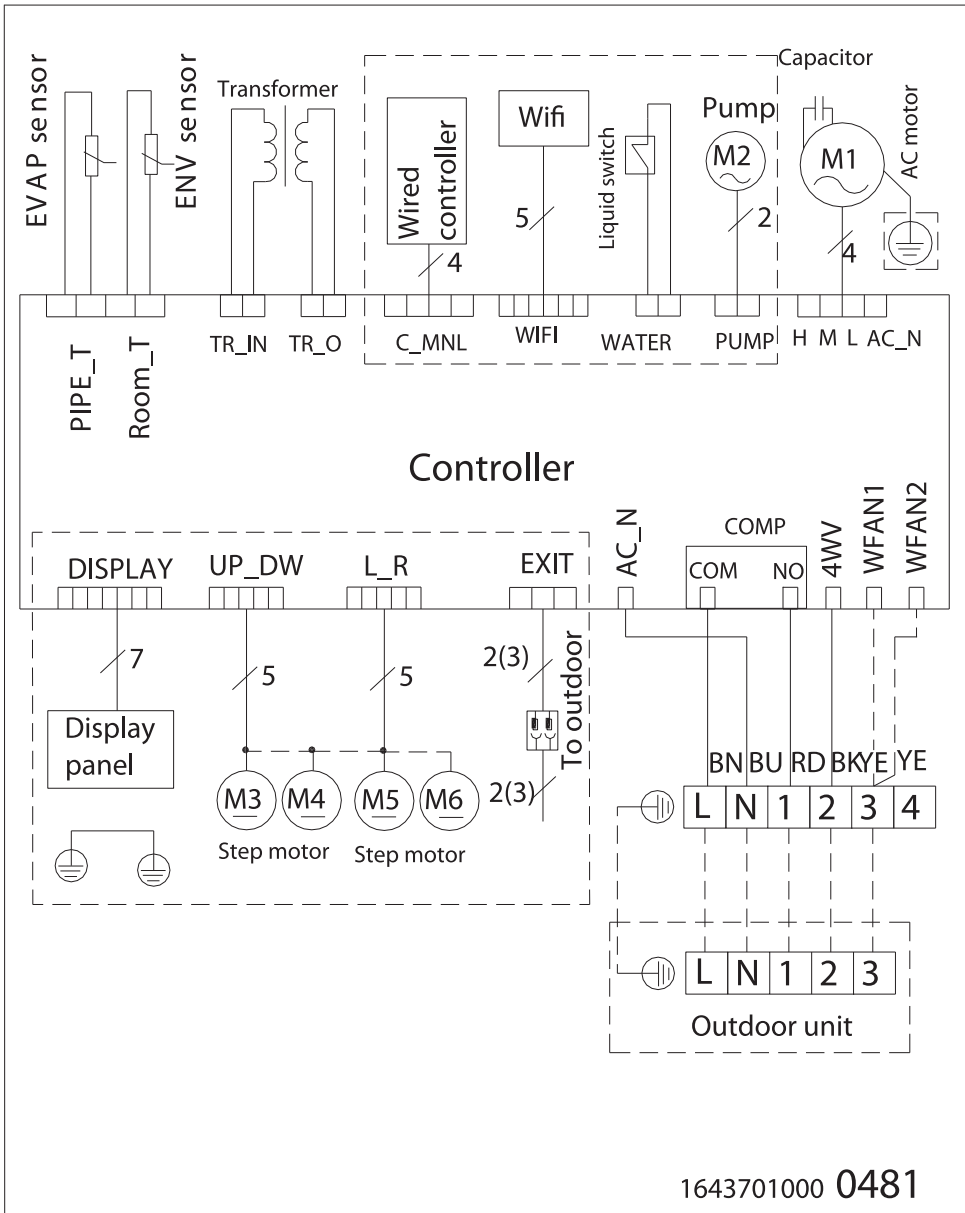 EVAP sensor
ENV sensor
Transformer
Wired
controller
Wifi
Liquid switch
Pump
M2
Capacitor
M1
AC motor
4
5
2
4
PIPE_T
Room_T
TR_IN
TR_O
C_MNL
WIFI
WATER
PUMP
H M L AC_N
Controller
DISPLAY
UP_DW
L_R
EXIT
AC_N
COMP
COM
NO
4WV
WFAN1
WFAN2
7
5
5
2(3)
To outdoor
2(3)
Display
panel
M3
M4
M5
M6
Step motor
Step motor
BN BU RD BK YE YE
L N 1 2 3 4
L N 1 2 3
Outdoor unit
1643701000 0481